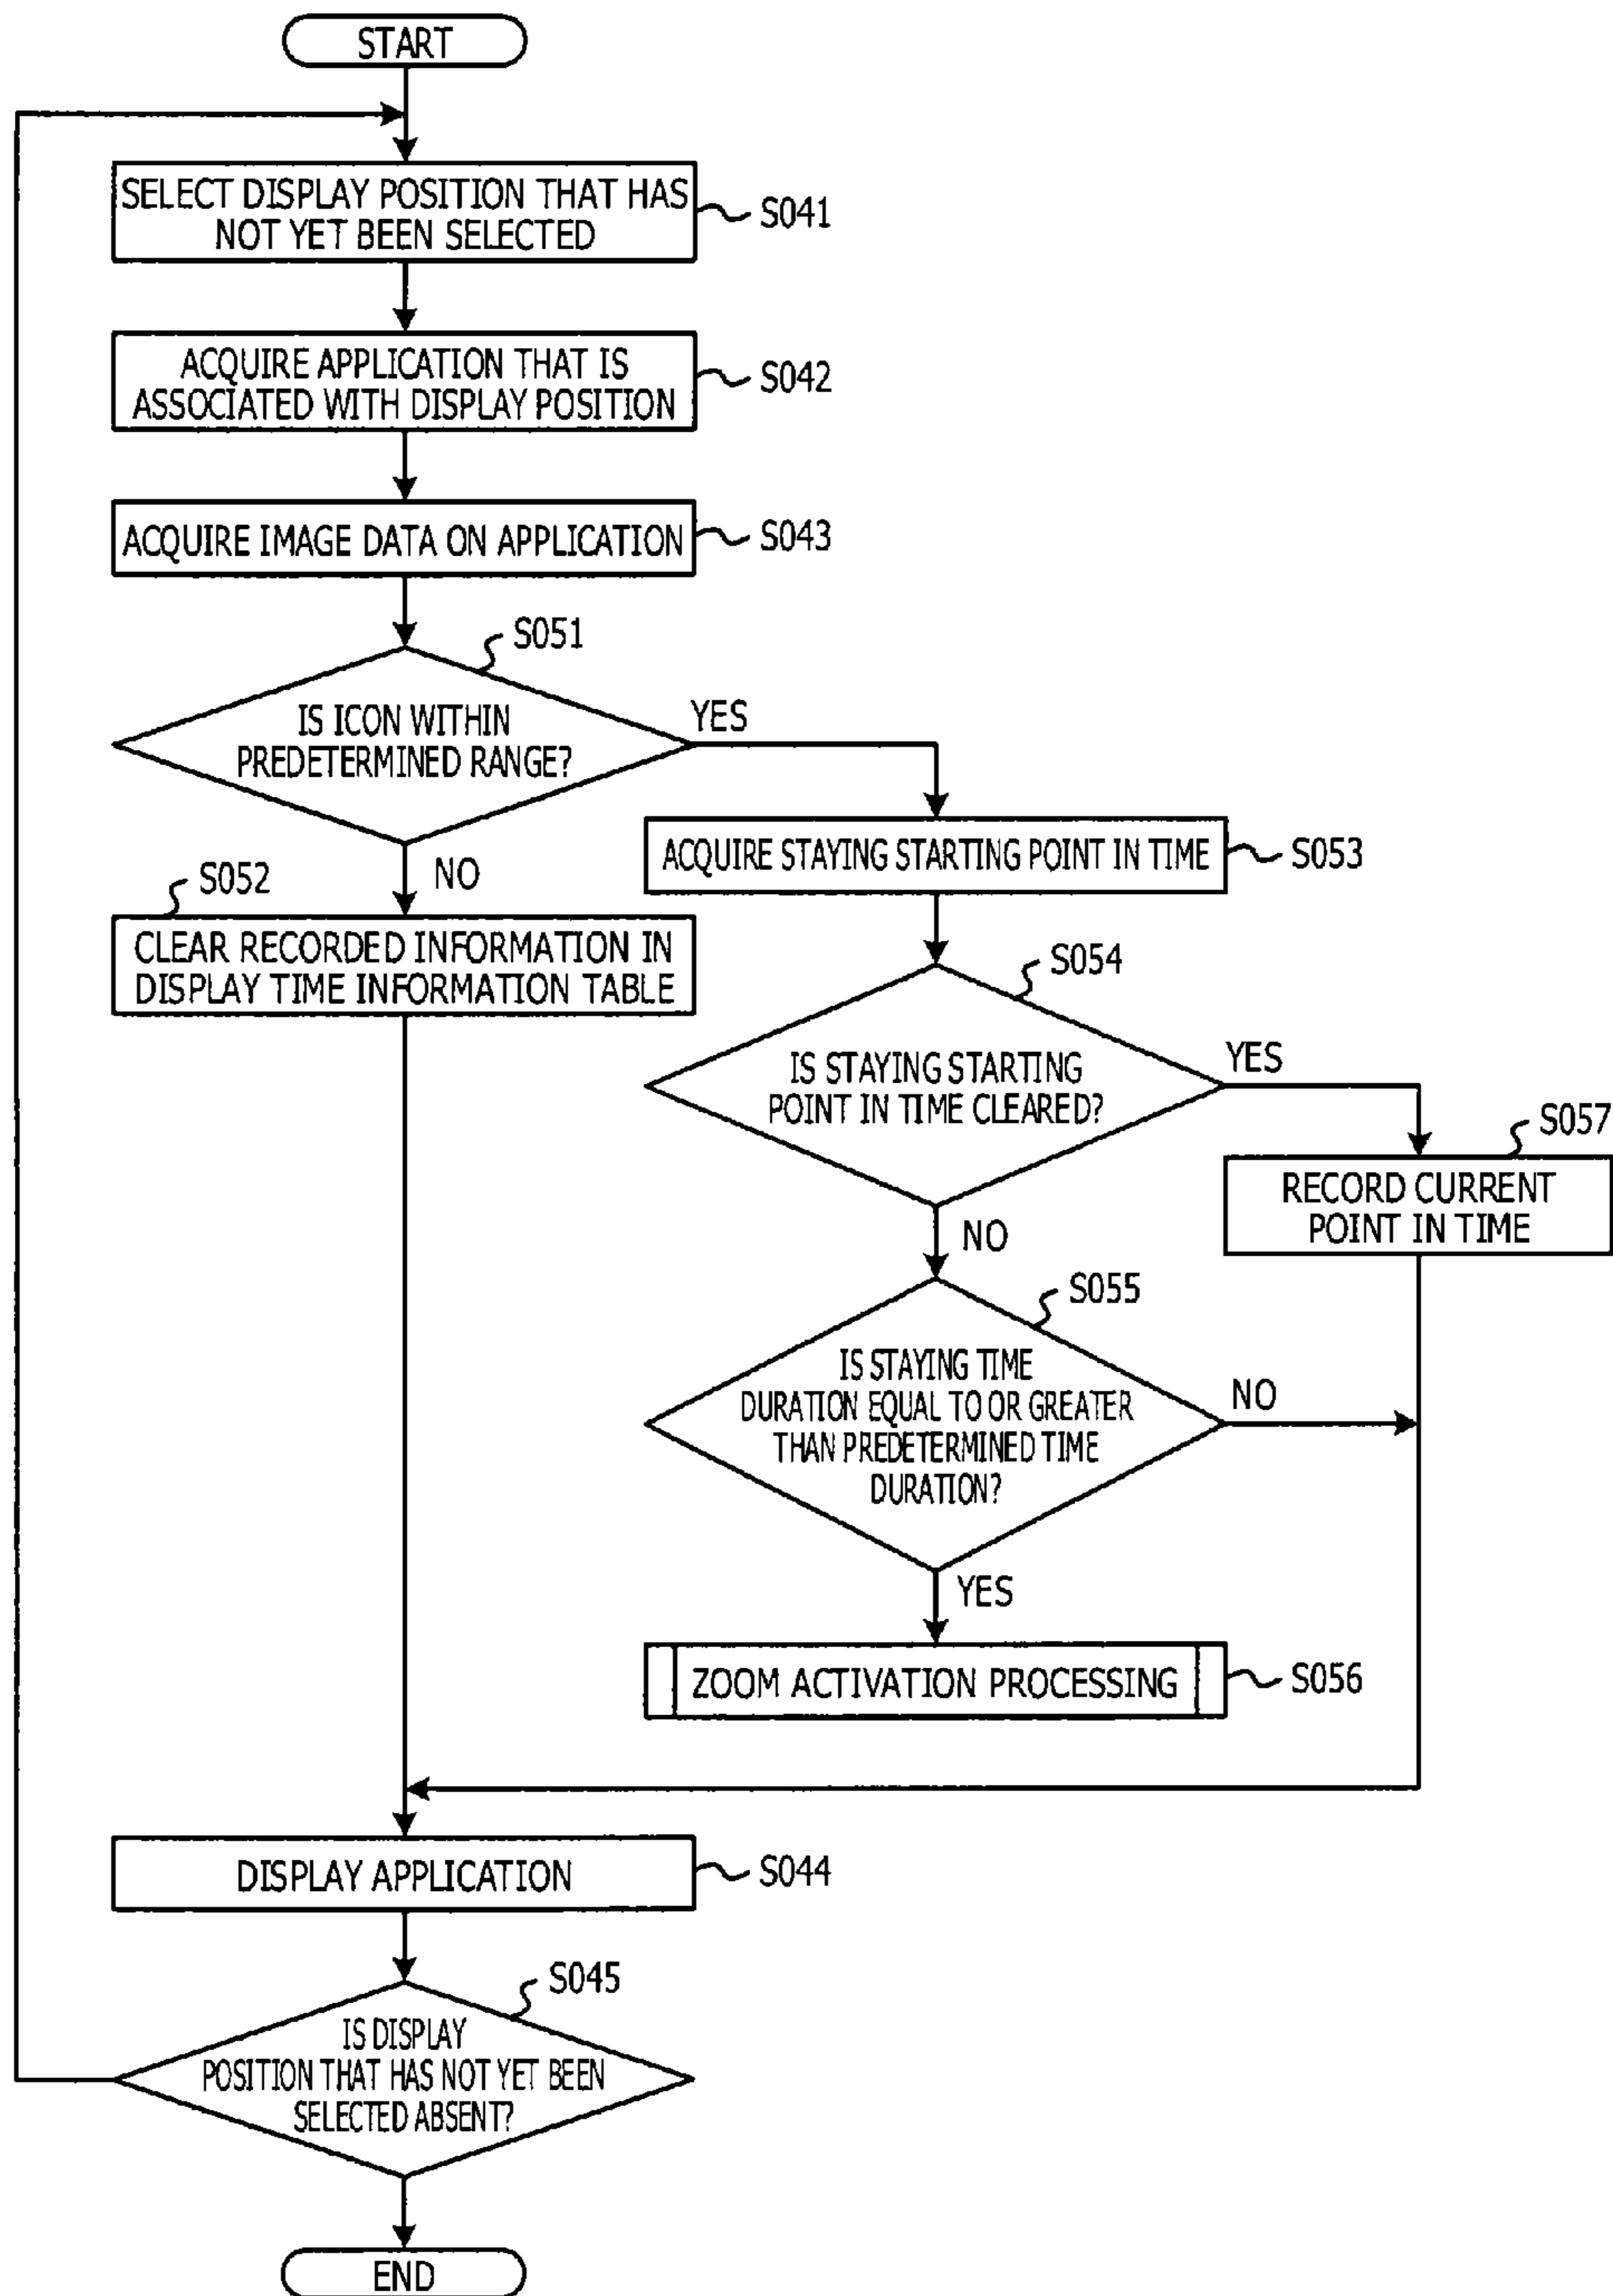 START
SELECT DISPLAY POSITION THAT HAS
NOT YET BEEN SELECTED
S041
ACQUIRE APPLICATION THAT IS
ASSOCIATED WITH DISPLAY POSITION
S042
ACQUIRE IMAGE DATA ON APPLICATION
S043
S051
IS ICON WITHIN
PREDETERMINED RANGE?
YES
NO
S052
CLEAR RECORDED INFORMATION IN
DISPLAY TIME INFORMATION TABLE
ACQUIRE STAYING STARTING POINT IN TIME
S053
S054
IS STAYING STARTING
POINT IN TIME CLEARED?
YES
NO
S057
RECORD CURRENT
POINT IN TIME
S055
IS STAYING TIME
DURATION EQUAL TO OR GREATER
THAN PREDETERMINED TIME
DURATION?
NO
YES
ZOOM ACTIVATION PROCESSING
S056
DISPLAY APPLICATION
S044
S045
IS DISPLAY
POSITION THAT HAS NOT YET BEEN
SELECTED ABSENT?
END